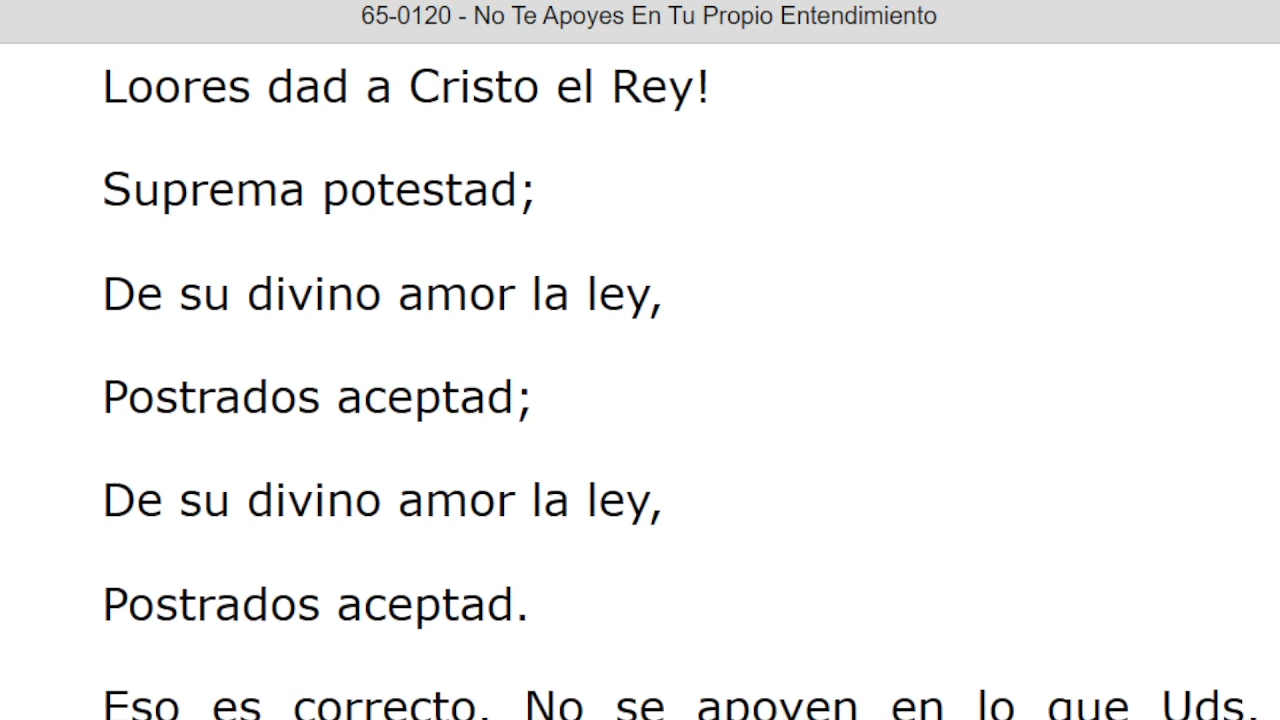 65-0120 - No Te Apoyes En Tu Propio Entendimiento
Loores dad a Cristo el Rey!
Suprema potestad;
De su divino amor la ley,
Postrados aceptad;
De su divino amor la ley,
Postrados aceptad.
Eso es correcto. No se apoyen en lo que Uds.